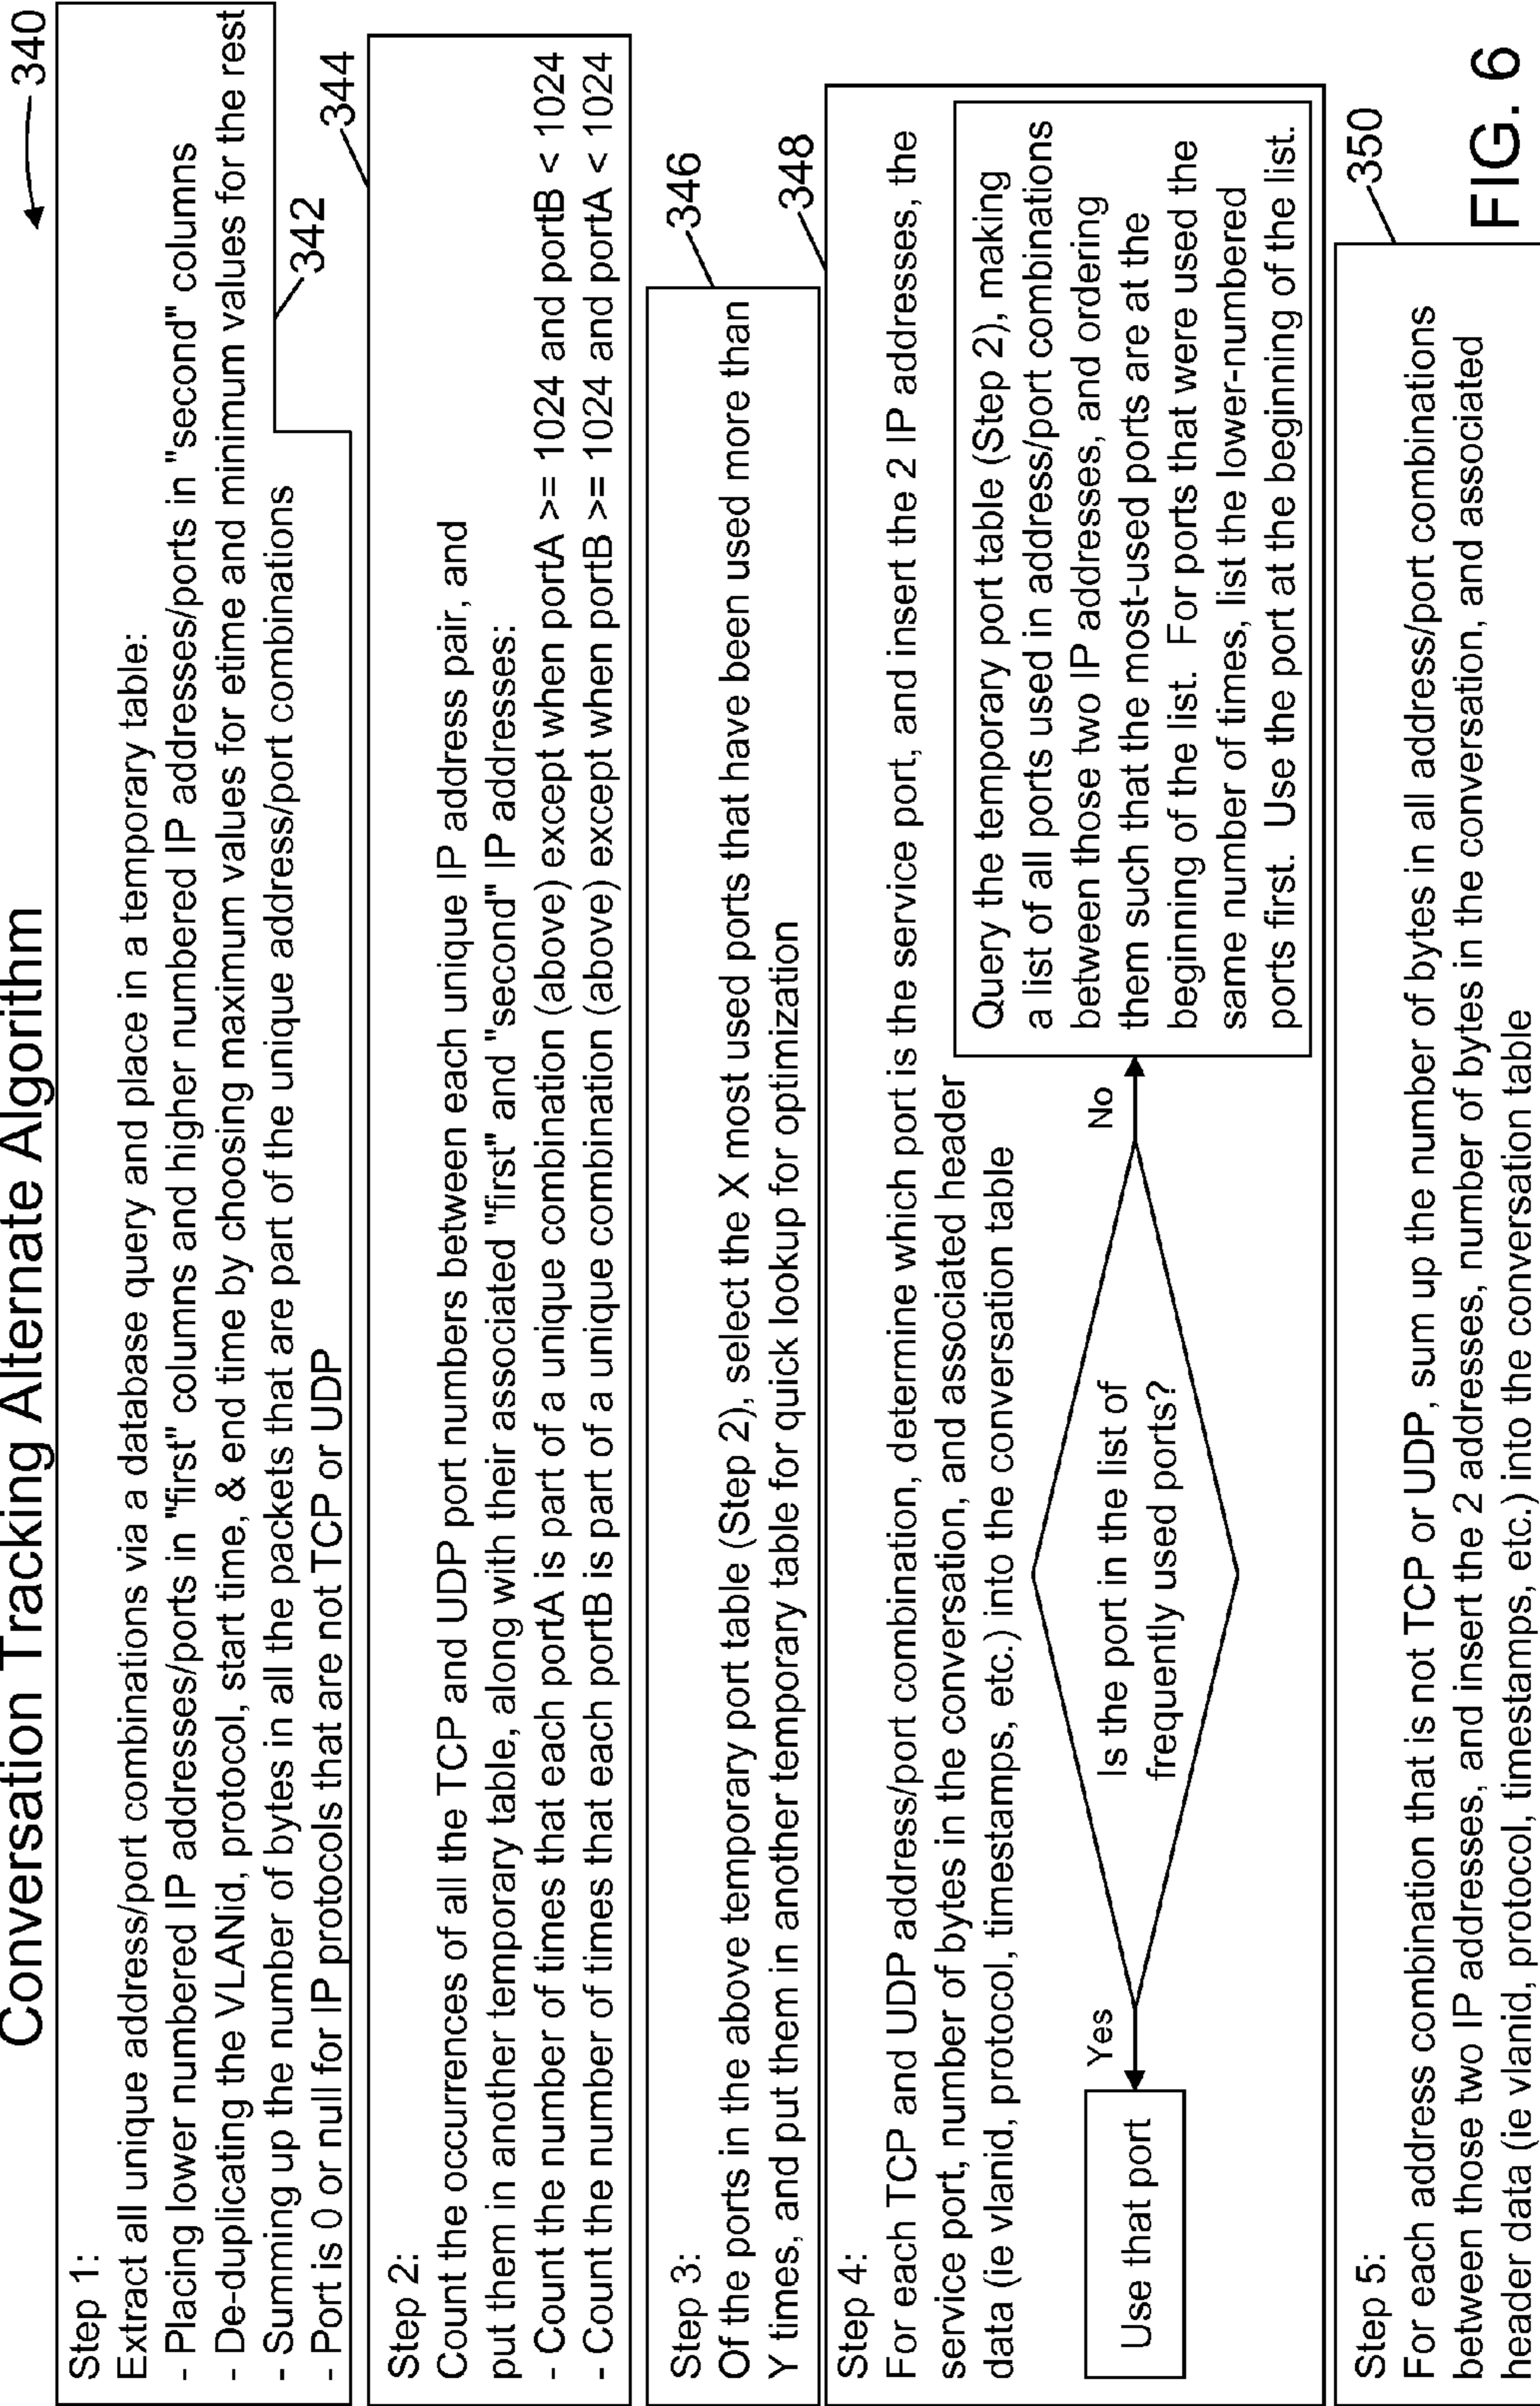 Conversation Tracking Alternate Algorithm
340
Step 1:
Extract all unique address/port combinations via a database query and place in a temporary table:
- Placing lower numbered IP addresses/ports in "first" columns and higher numbered IP addresses/ports in "second" columns
- De-duplicating the VLANid, protocol, start time, & end time by choosing maximum values for etime and minimum values for the rest
- Summing up the number of bytes in all the packets that are part of the unique address/port combinations
- Port is 0 or null for IP protocols that are not TCP or UDP
342
344
Step 2:
Count the occurrences of all the TCP and UDP port numbers between each unique IP address pair, and
put them in another temporary table, along with their associated "first" and "second" IP addresses:
- Count the number of times that each portA is part of a unique combination (above) except when portA >= 1024 and portB < 1024
- Count the number of times that each portB is part of a unique combination (above) except when portB >= 1024 and portA < 1024
346
Step 3:
Of the ports in the above temporary port table (Step 2), select the X most used ports that have been used more than
Y times, and put them in another temporary table for quick lookup for optimization
348
Step 4:
For each TCP and UDP address/port combination, determine which port is the service port, and insert the 2 IP addresses, the
service port, number of bytes in the conversation, and associated header
data (ie vlanid, protocol, timestamps, etc.) into the conversation table
Is the port in the list of
frequently used ports?
Yes
Use that port
No
Query the temporary port table (Step 2), making
a list of all ports used in address/port combinations
between those two IP addresses, and ordering
them such that the most-used ports are at the
beginning of the list. For ports that were used the
same number of times, list the lower-numbered
ports first. Use the port at the beginning of the list.
350
Step 5:
For each address combination that is not TCP or UDP, sum up the number of bytes in all address/port combinations
between those two IP addresses, and insert the 2 addresses, number of bytes in the conversation, and associated
header data (ie vlanid, protocol, timestamps, etc.) into the conversation table
FIG. 6